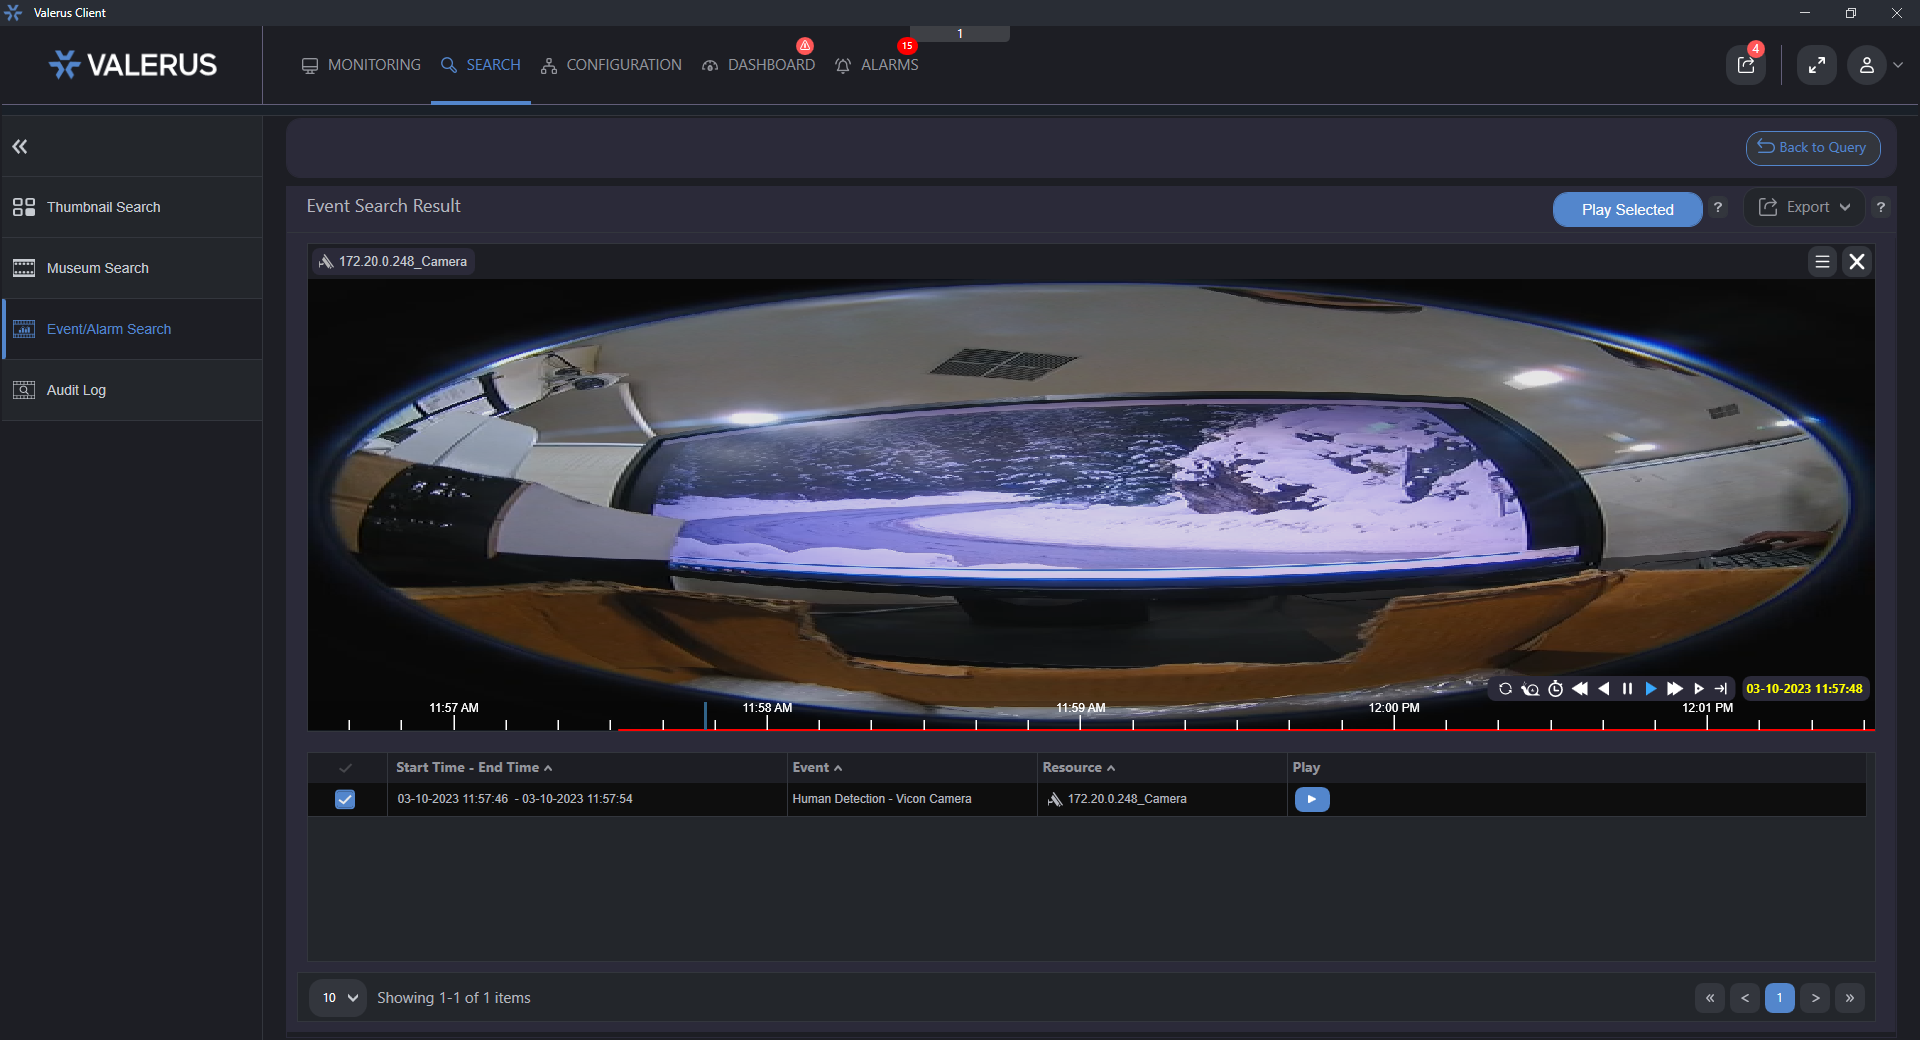 Valerus Client
1
VALERUS
MONITORING
SEARCH
CONFIGURATION
DASHBOARD
15
ALARMS
4
Back to Query
Thumbnail Search
Museum Search
Event/Alarm Search
Audit Log
Event Search Result
Play Selected
?
Export
?
172.20.0.248_Camera
03-10-2023 11:57:48
11:57 AM
11:58 AM
11:59 AM
12:00 PM
12:01 PM
Start Time - End Time
Event
Resource
Play
03-10-2023 11:57:46 - 03-10-2023 11:57:54
Human Detection - Vicon Camera
172.20.0.248_Camera
10
Showing 1-1 of 1 items
«
<
1
>
»